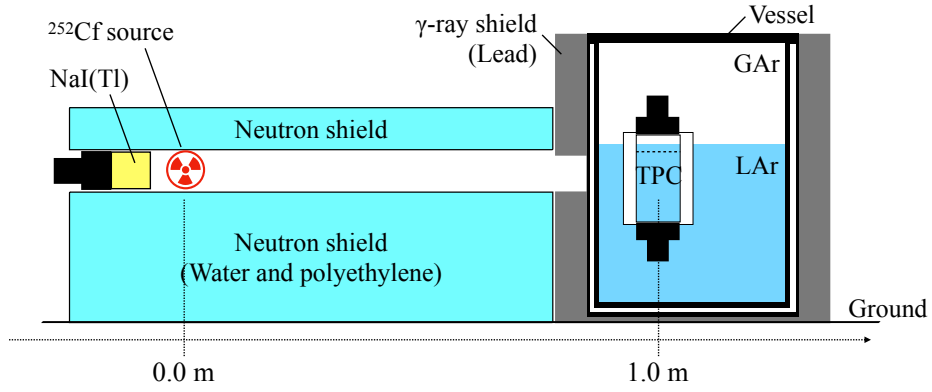 ²⁵²Cf source
NaI(Tl)
γ-ray shield
(Lead)
Vessel
GAr
Neutron shield
TPC
LAr
Neutron shield
(Water and polyethylene)
Ground
0.0 m
1.0 m